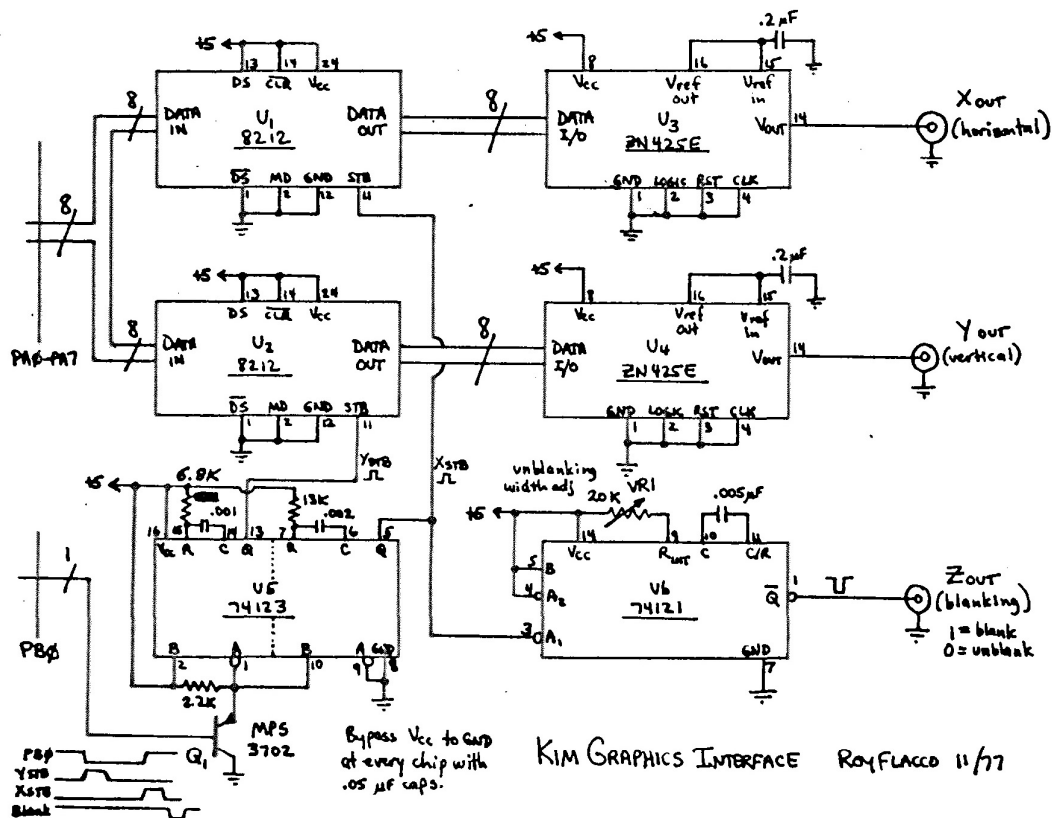 +5
13 14 24
DS CLR Vcc
8 DATA IN
U1
8212
DATA OUT
8
DS MD GND STB
1 2 12 11
+5
8 16 15
.2µF
Vcc Vref out Vref in
DATA I/O
U3
ZN425E
Vout 14
GND LOGIC RST CLK
1 2 3 4
Xout
(horizontal)
8
PAØ-PA7
+5
13 14 24
DS CLR Vcc
8 DATA IN
U2
8212
DATA OUT
8
DS MD GND STB
1 2 12 11
+5
8 16 15
.2µF
Vcc Vref out Vref in
DATA I/O
U4
ZN425E
Vout 14
GND LOGIC RST CLK
1 2 3 4
Yout
(vertical)
YSTB
XSTB
+5
6.8K
.001
13K
.002
16 15 14 13 7 6 5
Vcc R C Q R C Q
U5
74123
B A B A GND
2 1 10 9 8
2.2K
1
PBØ
MPS
3702
Q1
unblanking
width adj
VR1
20K
.005µF
+5
14 9 10 11
Vcc RINT C C/R
5 B
4 A2
3 A1
U6
74121
Q 1
GND
7
Zout
(blanking)
1 = blank
0 = unblank
PBØ
YSTB
XSTB
Blank
Bypass Vcc to GND
at every chip with
.05 µF caps.
KIM GRAPHICS INTERFACE ROY FLACCO 11/77